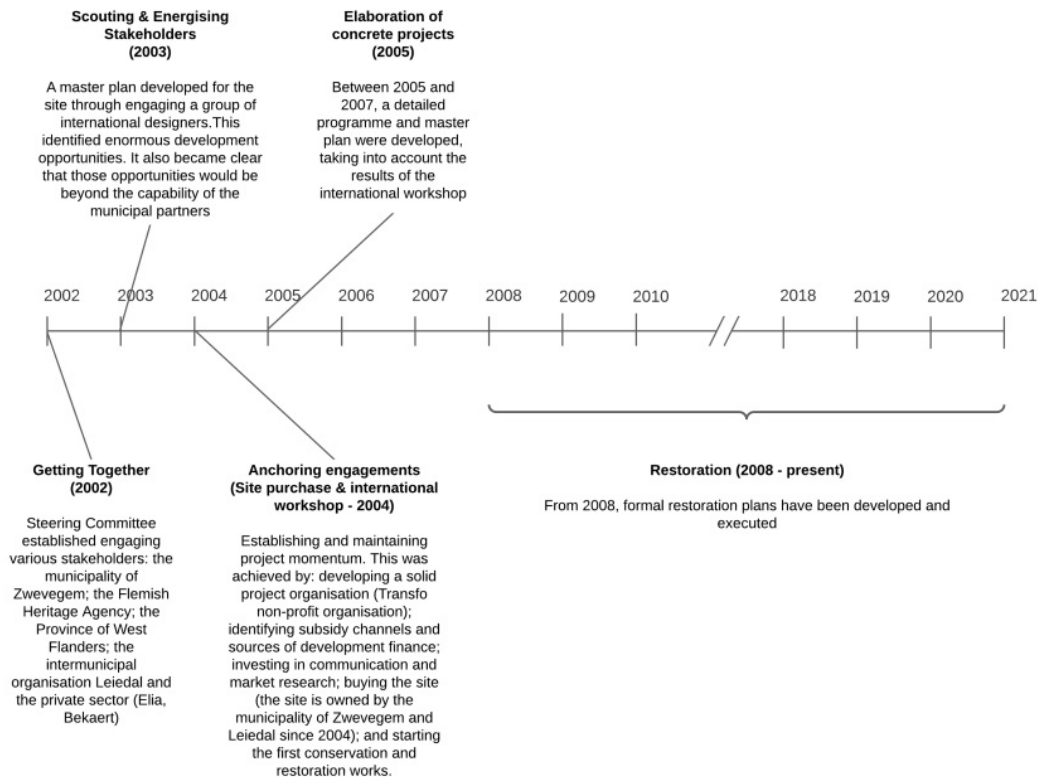 Scouting & Energising
Stakeholders
(2003)
A master plan developed for the
site through engaging a group of
international designers.This
identified enormous development
opportunities. It also became clear
that those opportunities would be
beyond the capability of the
municipal partners
Elaboration of
concrete projects
(2005)
Between 2005 and
2007, a detailed
programme and master
plan were developed,
taking into account the
results of the
international workshop
2002 2003 2004 2005 2006 2007 2008 2009 2010 2018 2019 2020 2021
Getting Together
(2002)
Steering Committee
established engaging
various stakeholders: the
municipality of
Zwevegem; the Flemish
Heritage Agency; the
Province of West
Flanders; the
intermunicipal
organisation Leiedal and
the private sector (Elia,
Bekaert)
Anchoring engagements
(Site purchase & international
workshop - 2004)
Establishing and maintaining
project momentum. This was
achieved by: developing a solid
project organisation (Transfo
non-profit organisation);
identifying subsidy channels and
sources of development finance;
investing in communication and
market research; buying the site
(the site is owned by the
municipality of Zwevegem and
Leiedal since 2004); and starting
the first conservation and
restoration works.
Restoration (2008 - present)
From 2008, formal restoration plans have been developed and
executed